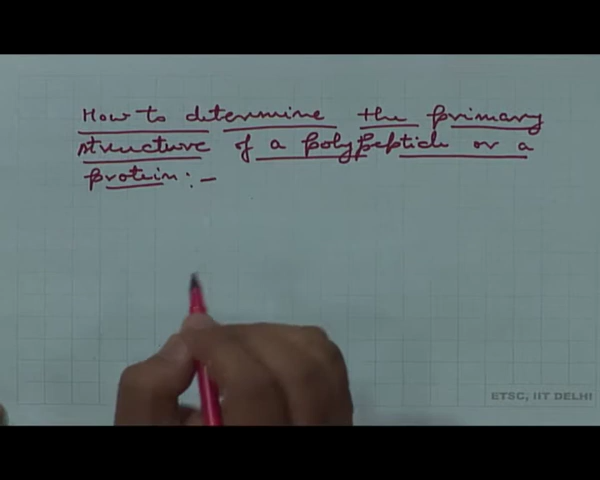 How to determine the primary
structure of a polypeptide or a
protein:-
ETSC, IIT DELHI